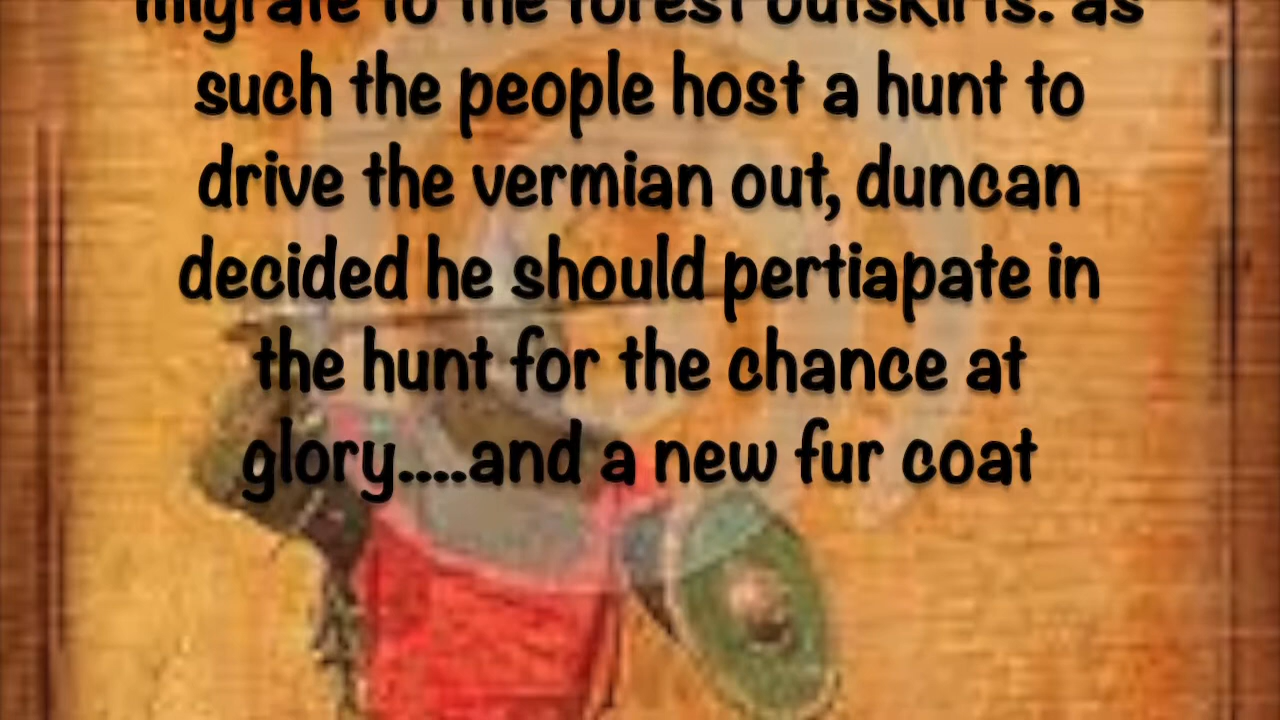 migrate to the forest outskirts. as
such the people host a hunt to
drive the vermian out, duncan
decided he should pertiapate in
the hunt for the chance at
glory....and a new fur coat